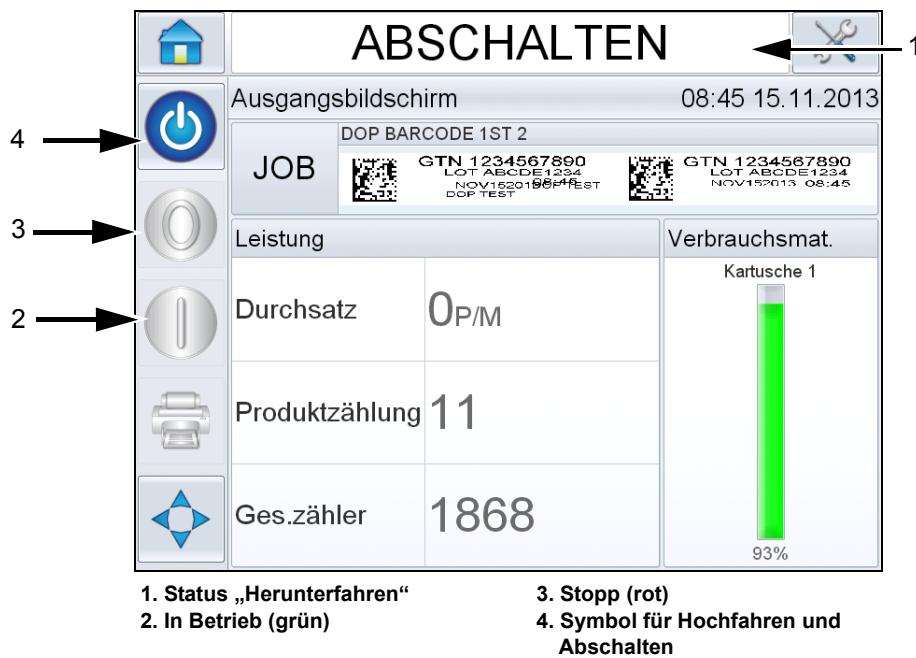 ABSCHALTEN
1
Ausgangsbildschirm 08:45 15.11.2013
4
DOP BARCODE 1ST 2
JOB
GTN 1234567890
LOT ABCDE1234
DOP TEST
GTN 1234567890
LOT ABCDE1234
NOV152013 08:45
3
Leistung
Verbrauchsmat.
Kartusche 1
2
Durchsatz 0P/M
Produktzählung 11
Ges.zähler 1868
93%
1. Status „Herunterfahren“
2. In Betrieb (grün)
3. Stopp (rot)
4. Symbol für Hochfahren und
Abschalten